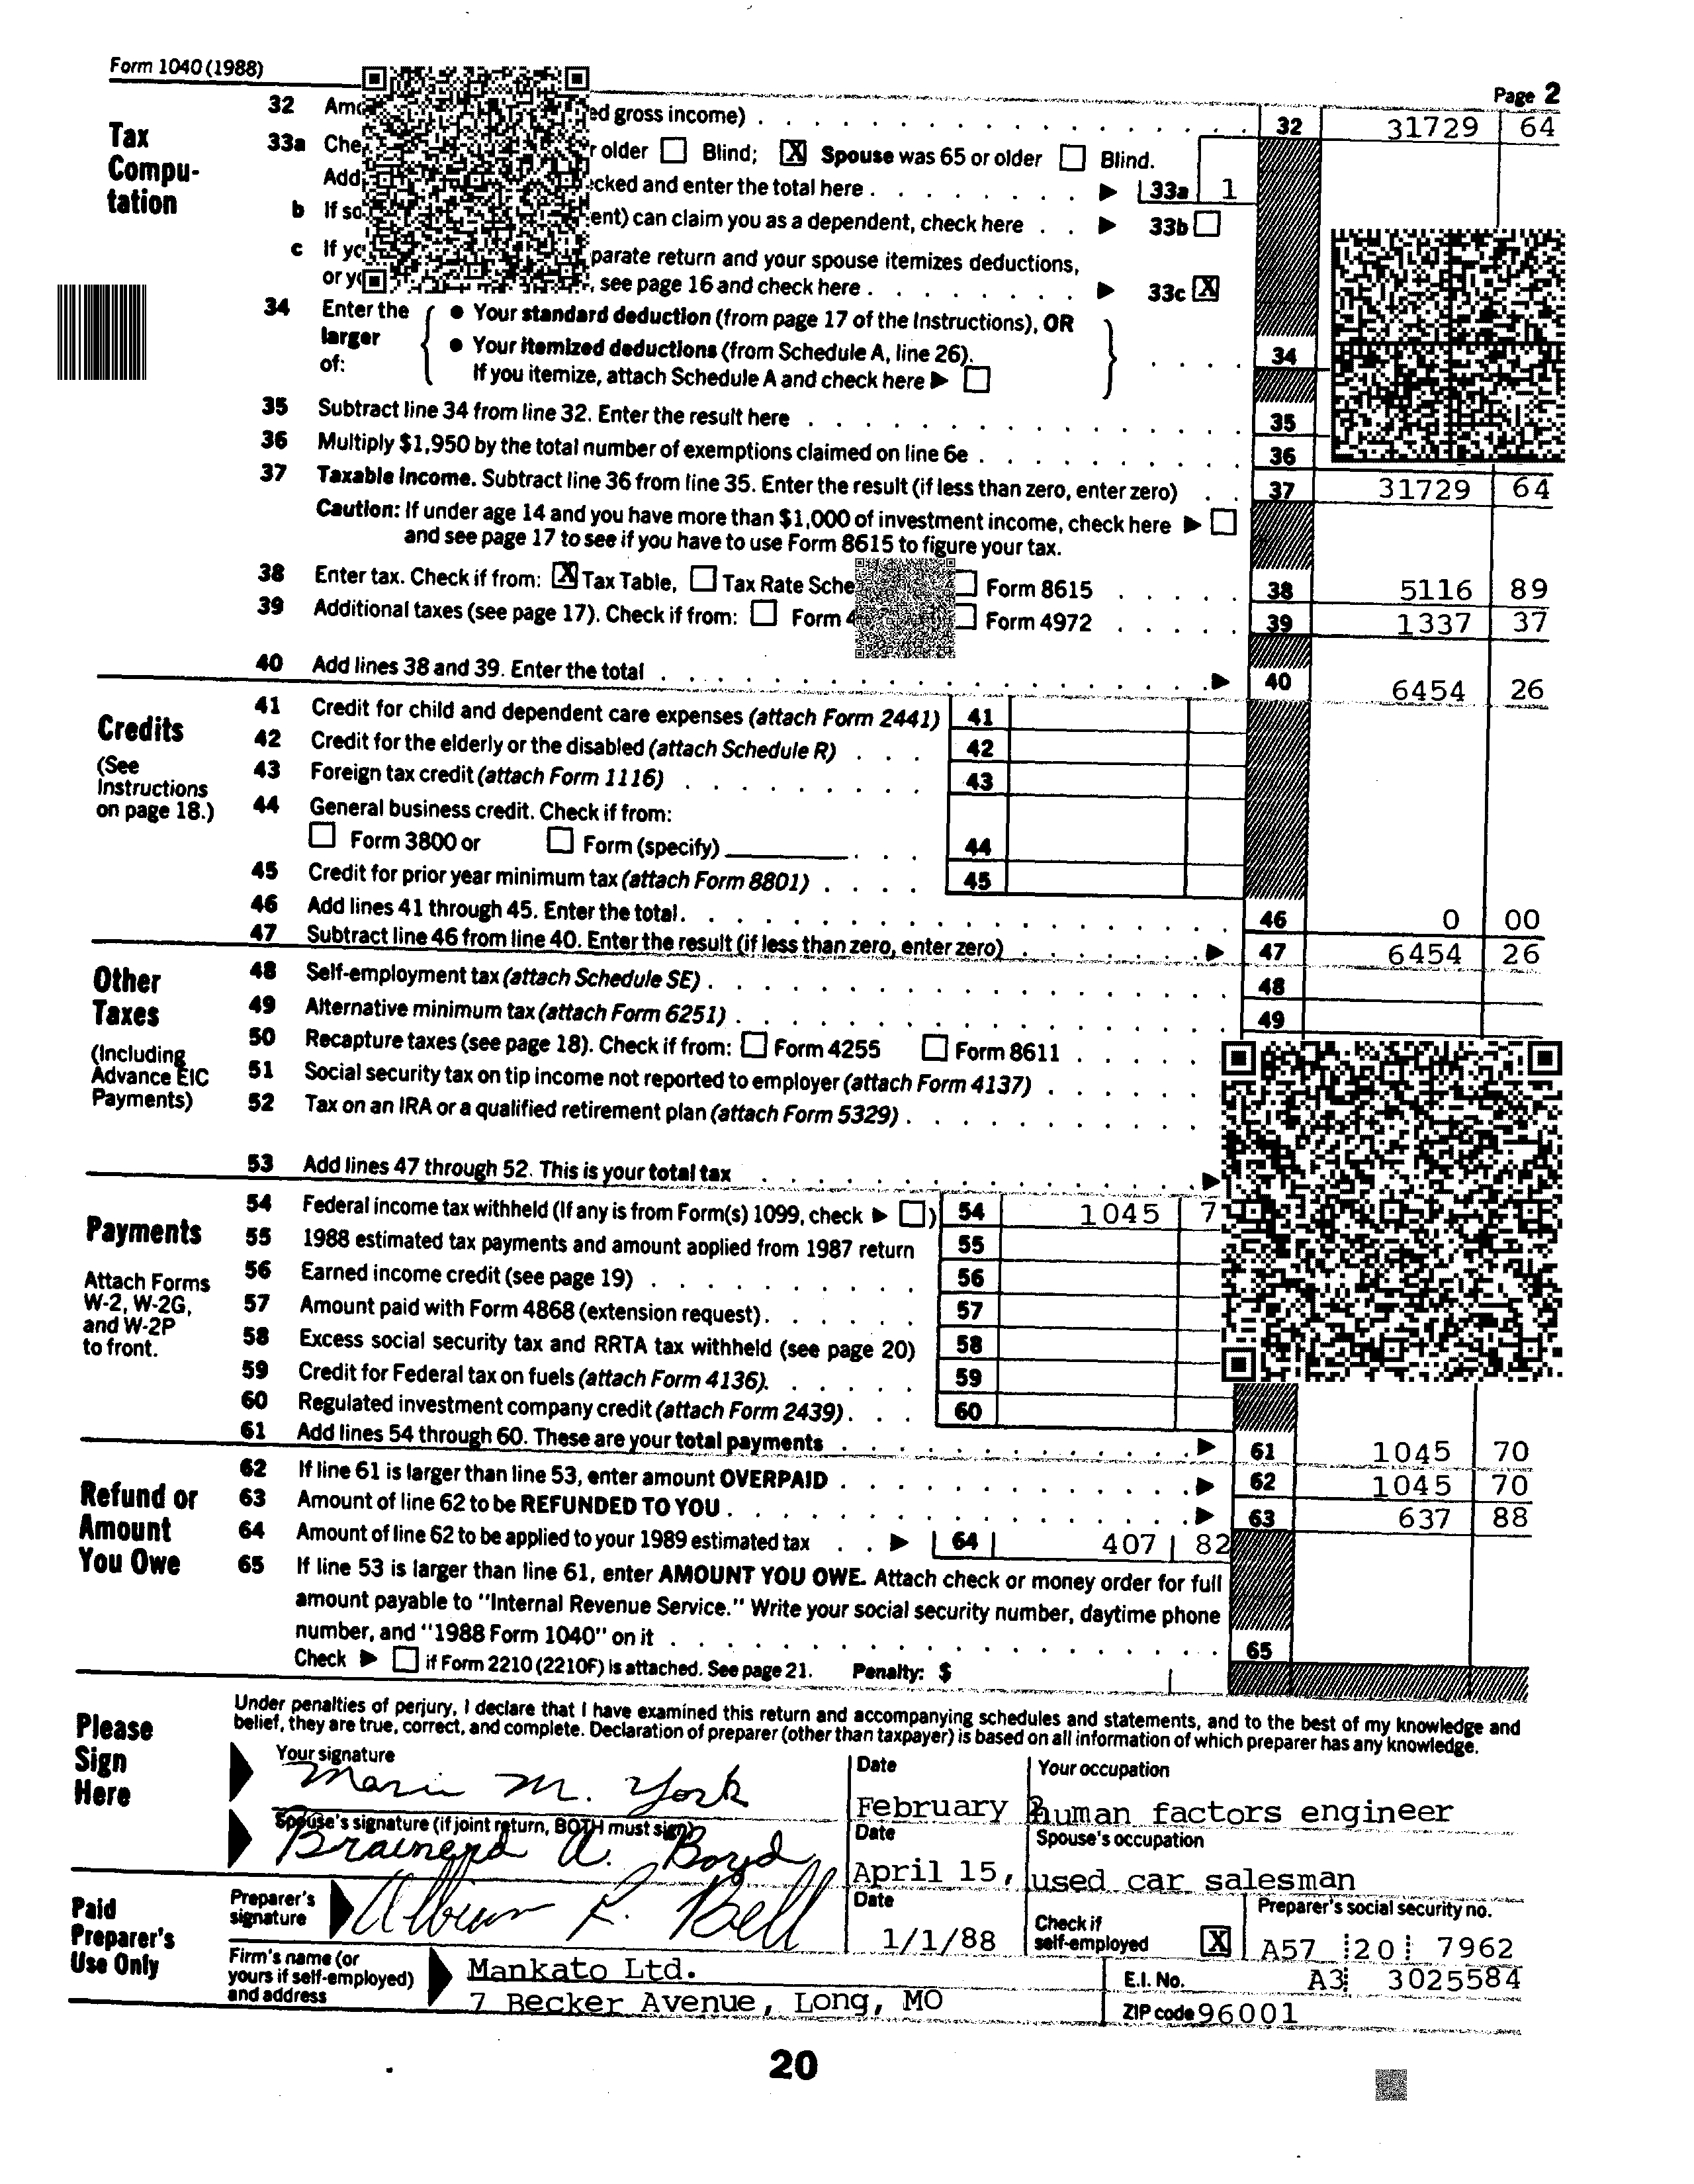 Form 1040 (1988)
Page 2
Tax
Compu-
tation
32 ed gross income) 32 31729 64
33a r older Blind; X Spouse was 65 or older Blind.
Add ecked and enter the total here 33a 1
b ent) can claim you as a dependent, check here 33b
c parate return and your spouse itemizes deductions,
or see page 16 and check here 33c X
34 Enter the larger of:
● Your standard deduction (from page 17 of the Instructions), OR
● Your itemized deductions (from Schedule A, line 26).
If you itemize, attach Schedule A and check here ▶
34
35 Subtract line 34 from line 32. Enter the result here 35
36 Multiply $1,950 by the total number of exemptions claimed on line 6e 36
37 Taxable income. Subtract line 36 from line 35. Enter the result (if less than zero, enter zero) 37 31729 64
Caution: If under age 14 and you have more than $1,000 of investment income, check here ▶
and see page 17 to see if you have to use Form 8615 to figure your tax.
38 Enter tax. Check if from: X Tax Table, Tax Rate Sche Form 8615 38 5116 89
39 Additional taxes (see page 17). Check if from: Form 4 Form 4972 39 1337 37
40 Add lines 38 and 39. Enter the total ▶ 40 6454 26
Credits
(See
Instructions
on page 18.)
41 Credit for child and dependent care expenses (attach Form 2441) 41
42 Credit for the elderly or the disabled (attach Schedule R) 42
43 Foreign tax credit (attach Form 1116) 43
44 General business credit. Check if from:
Form 3800 or Form (specify) 44
45 Credit for prior year minimum tax (attach Form 8801) 45
46 Add lines 41 through 45. Enter the total. 46 0 00
47 Subtract line 46 from line 40. Enter the result (if less than zero, enter zero) ▶ 47 6454 26
Other
Taxes
(Including
Advance EIC
Payments)
48 Self-employment tax (attach Schedule SE) 48
49 Alternative minimum tax (attach Form 6251) 49
50 Recapture taxes (see page 18). Check if from: Form 4255 Form 8611
51 Social security tax on tip income not reported to employer (attach Form 4137)
52 Tax on an IRA or a qualified retirement plan (attach Form 5329)
53 Add lines 47 through 52. This is your total tax ▶
Payments
Attach Forms
W-2, W-2G,
and W-2P
to front.
54 Federal income tax withheld (If any is from Form(s) 1099, check ▶ ) 54 1045 7
55 1988 estimated tax payments and amount applied from 1987 return 55
56 Earned income credit (see page 19) 56
57 Amount paid with Form 4868 (extension request) 57
58 Excess social security tax and RRTA tax withheld (see page 20) 58
59 Credit for Federal tax on fuels (attach Form 4136). 59
60 Regulated investment company credit (attach Form 2439) 60
61 Add lines 54 through 60. These are your total payments ▶ 61 1045 70
Refund or
Amount
You Owe
62 If line 61 is larger than line 53, enter amount OVERPAID ▶ 62 1045 70
63 Amount of line 62 to be REFUNDED TO YOU ▶ 63 637 88
64 Amount of line 62 to be applied to your 1989 estimated tax ▶ 64 407 82
65 If line 53 is larger than line 61, enter AMOUNT YOU OWE. Attach check or money order for full
amount payable to "Internal Revenue Service." Write your social security number, daytime phone
number, and "1988 Form 1040" on it 65
Check ▶ if Form 2210 (2210F) is attached. See page 21. Penalty: $
Please
Sign
Here
Under penalties of perjury, I declare that I have examined this return and accompanying schedules and statements, and to the best of my knowledge and
belief, they are true, correct, and complete. Declaration of preparer (other than taxpayer) is based on all information of which preparer has any knowledge.
Your signature
Marie M. York
Date
February
Your occupation
human factors engineer
Spouse's signature (if joint return, BOTH must sign)
Brainerd A. Boyd
Date
April 15,
Spouse's occupation
used car salesman
Paid
Preparer's
Use Only
Preparer's
signature
L. Bell
Date
1/1/88
Check if
self-employed X
Preparer's social security no.
A57 20 7962
Firm's name (or
yours if self-employed)
and address
Mankato Ltd.
7 Becker Avenue, Long, MO
E.I. No. A3 3025584
ZIP code 96001
20